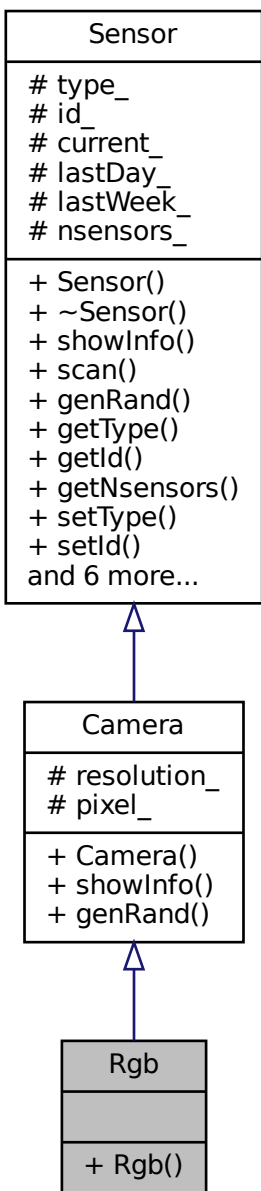 Sensor
# type_
# id_
# current_
# lastDay_
# lastWeek_
# nsensors_
+ Sensor()
+ ~Sensor()
+ showInfo()
+ scan()
+ genRand()
+ getType()
+ getId()
+ getNsensors()
+ setType()
+ setId()
and 6 more...
Camera
# resolution_
# pixel_
+ Camera()
+ showInfo()
+ genRand()
Rgb
+ Rgb()